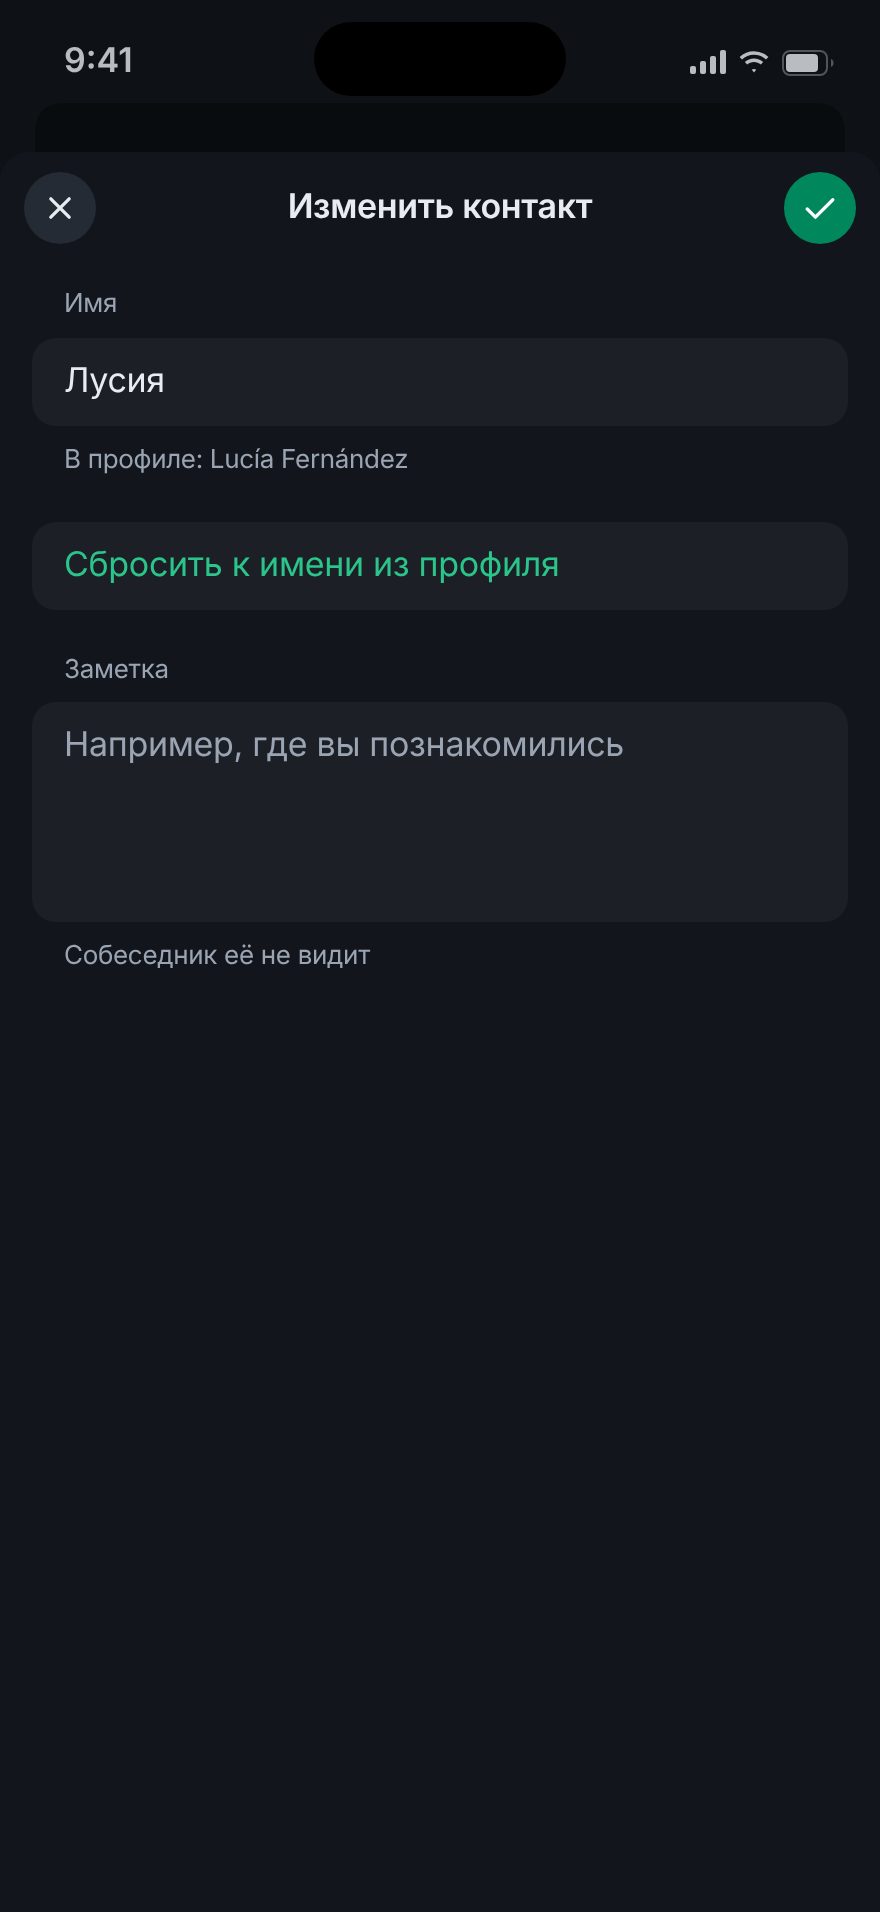 9:41
Изменить контакт
Имя
Лусия
В профиле: Lucía Fernández
Сбросить к имени из профиля
Заметка
Например, где вы познакомились
Собеседник её не видит